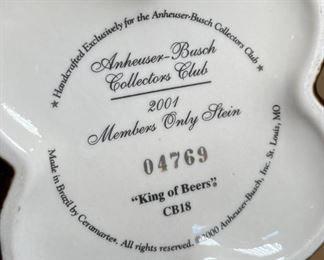 ★ Handcrafted Exclusively for the Anheuser-Busch Collectors Club ★
Anheuser-Busch
Collectors Club
2001
Members Only Stein
04769
"King of Beers"®
CB18
Made in Brazil by Ceramarte®. All rights reserved. ©2000 Anheuser-Busch, Inc. St. Louis, MO